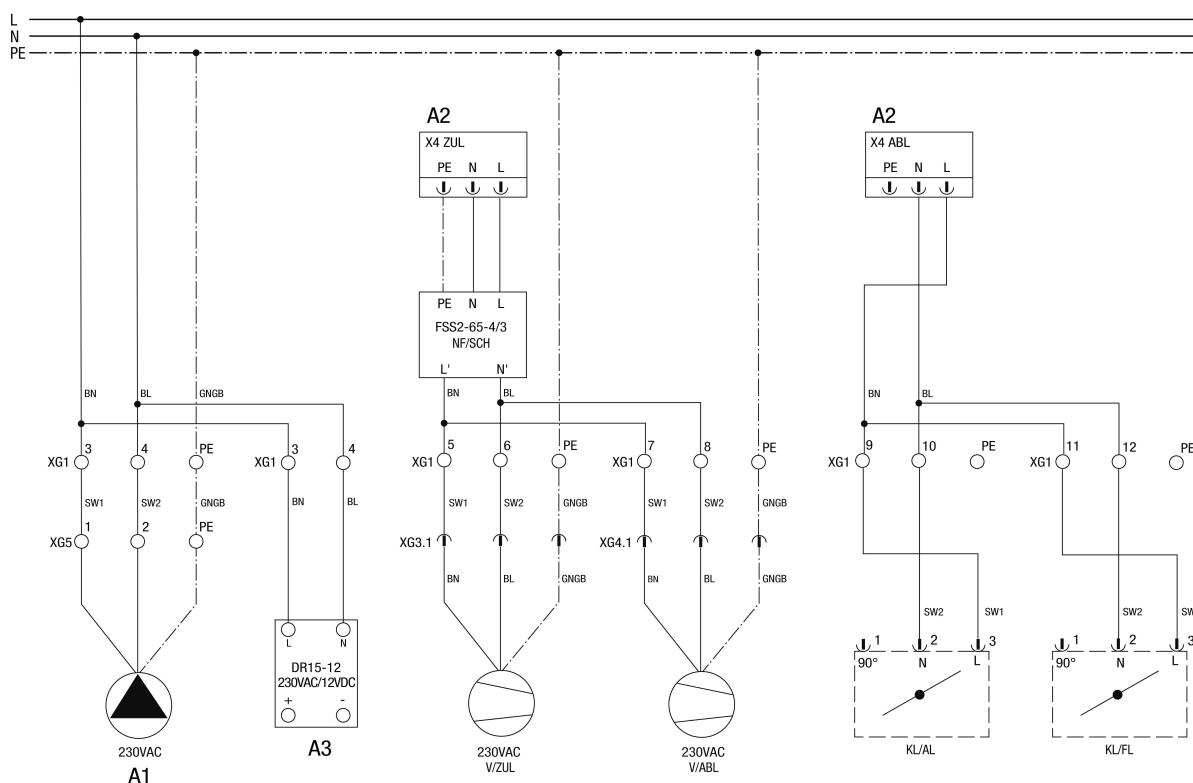 L
N
PE
A2
A2
X4 ZUL
X4 ABL
PE N L
PE N L
PE N L
FSS2-65-4/3
NF/SCH
L' N'
BN BL GNGB
BN BL
BN BL
3 4 PE 3 4
5 6 PE 7 8 PE
9 10 PE 11 12 PE
XG1 XG1 XG1 XG1 XG1 XG1
SW1 SW2 GNGB BN BL
SW1 SW2 GNGB SW1 SW2 GNGB
1 2 PE
XG5 XG3.1 XG4.1
BN BL GNGB BN BL GNGB
SW2 SW1 SW2 SW
1 2 3 1 2 3
90° N L 90° N L
L N
DR15-12
230VAC/12VDC
+ -
230VAC
A1
A3
230VAC
V/ZUL
230VAC
V/ABL
KL/AL
KL/FL